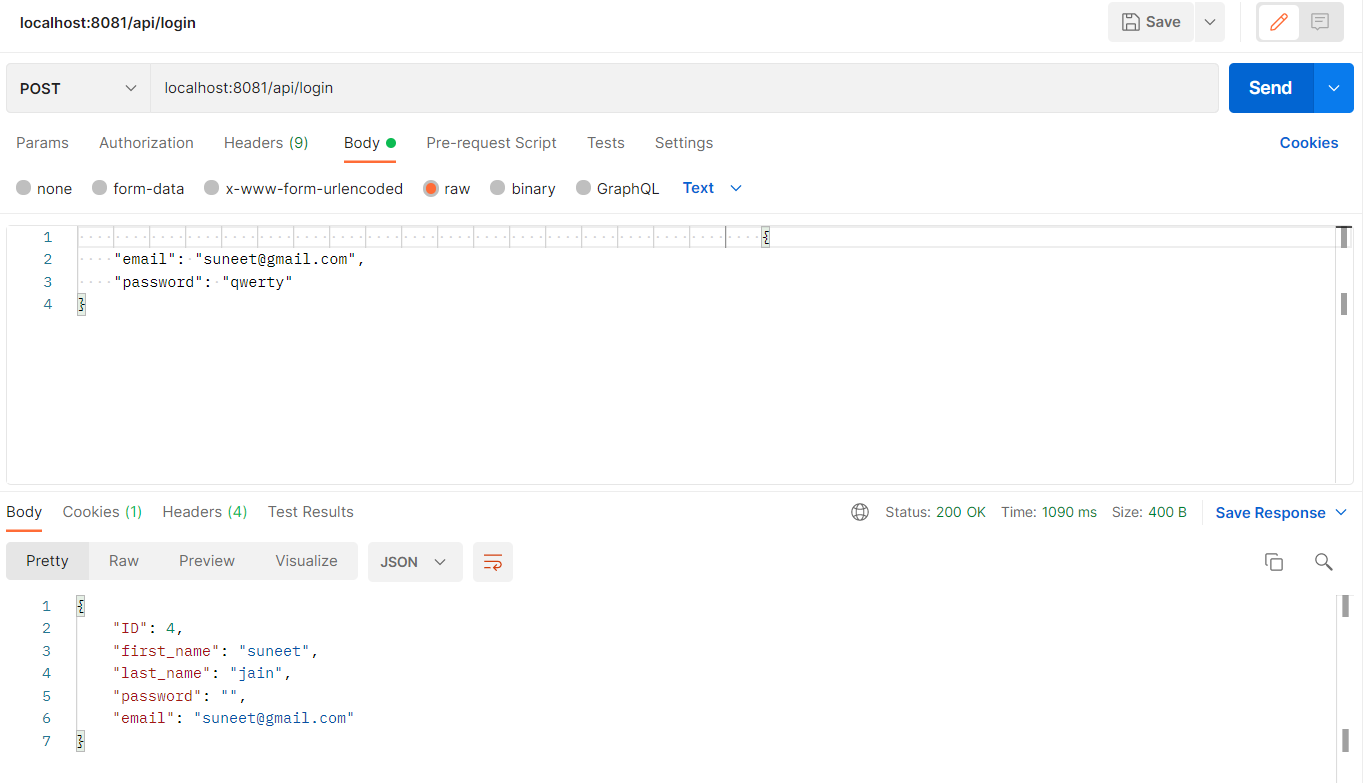 localhost:8081/api/login
Save
POST
localhost:8081/api/login
Send
Params Authorization Headers (9) Body Pre-request Script Tests Settings Cookies
none form-data x-www-form-urlencoded raw binary GraphQL Text
1 {
2 "email": "suneet@gmail.com",
3 "password": "qwerty"
4 }
Body Cookies (1) Headers (4) Test Results Status: 200 OK Time: 1090 ms Size: 400 B Save Response
Pretty Raw Preview Visualize JSON
1 {
2 "ID": 4,
3 "first_name": "suneet",
4 "last_name": "jain",
5 "password": "",
6 "email": "suneet@gmail.com"
7 }